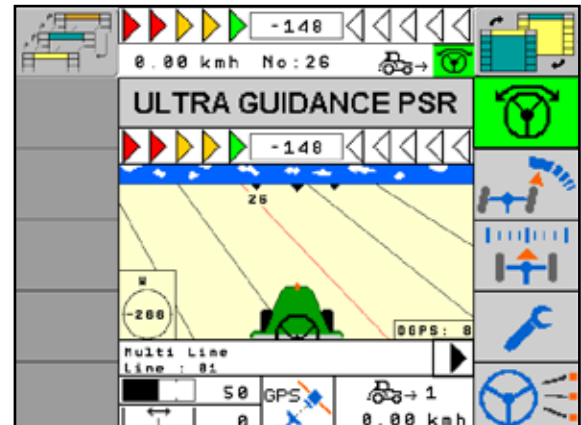 -148
0.00 kmh No:26
ULTRA GUIDANCE PSR
-148
26
W
-266
DGPS: 8
Multi Line
Line : 01
50
GPS
1
0
0.00 kmh